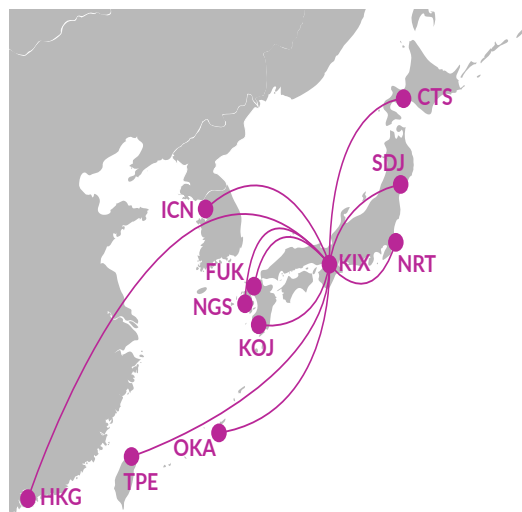 CTS
SDJ
ICN
KIX
NRT
FUK
NGS
KOJ
OKA
TPE
HKG